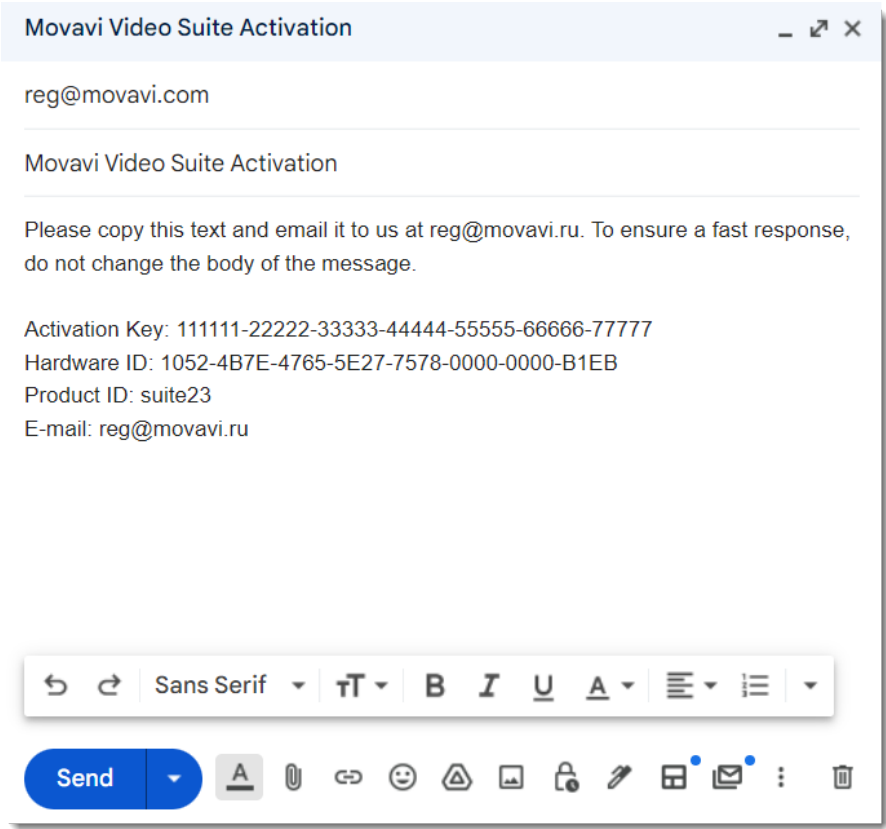 Movavi Video Suite Activation
reg@movavi.com
Movavi Video Suite Activation
Please copy this text and email it to us at reg@movavi.ru. To ensure a fast response,
do not change the body of the message.
Activation Key: 111111-22222-33333-44444-55555-66666-77777
Hardware ID: 1052-4B7E-4765-5E27-7578-0000-0000-B1EB
Product ID: suite23
E-mail: reg@movavi.ru
Sans Serif
Send